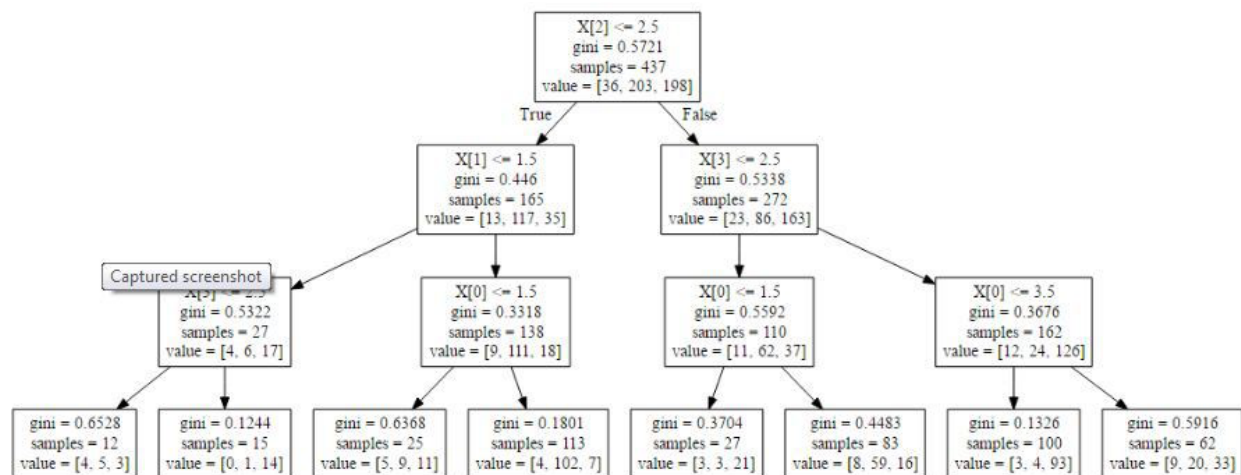 X[2] <= 2.5
gini = 0.5721
samples = 437
value = [36, 203, 198]
True
False
X[1] <= 1.5
gini = 0.446
samples = 165
value = [13, 117, 35]
X[3] <= 2.5
gini = 0.5338
samples = 272
value = [23, 86, 163]
Captured screenshot
X[3] <= 2.5
gini = 0.5322
samples = 27
value = [4, 6, 17]
X[0] <= 1.5
gini = 0.3318
samples = 138
value = [9, 111, 18]
X[0] <= 1.5
gini = 0.5592
samples = 110
value = [11, 62, 37]
X[0] <= 3.5
gini = 0.3676
samples = 162
value = [12, 24, 126]
gini = 0.6528
samples = 12
value = [4, 5, 3]
gini = 0.1244
samples = 15
value = [0, 1, 14]
gini = 0.6368
samples = 25
value = [5, 9, 11]
gini = 0.1801
samples = 113
value = [4, 102, 7]
gini = 0.3704
samples = 27
value = [3, 3, 21]
gini = 0.4483
samples = 83
value = [8, 59, 16]
gini = 0.1326
samples = 100
value = [3, 4, 93]
gini = 0.5916
samples = 62
value = [9, 20, 33]